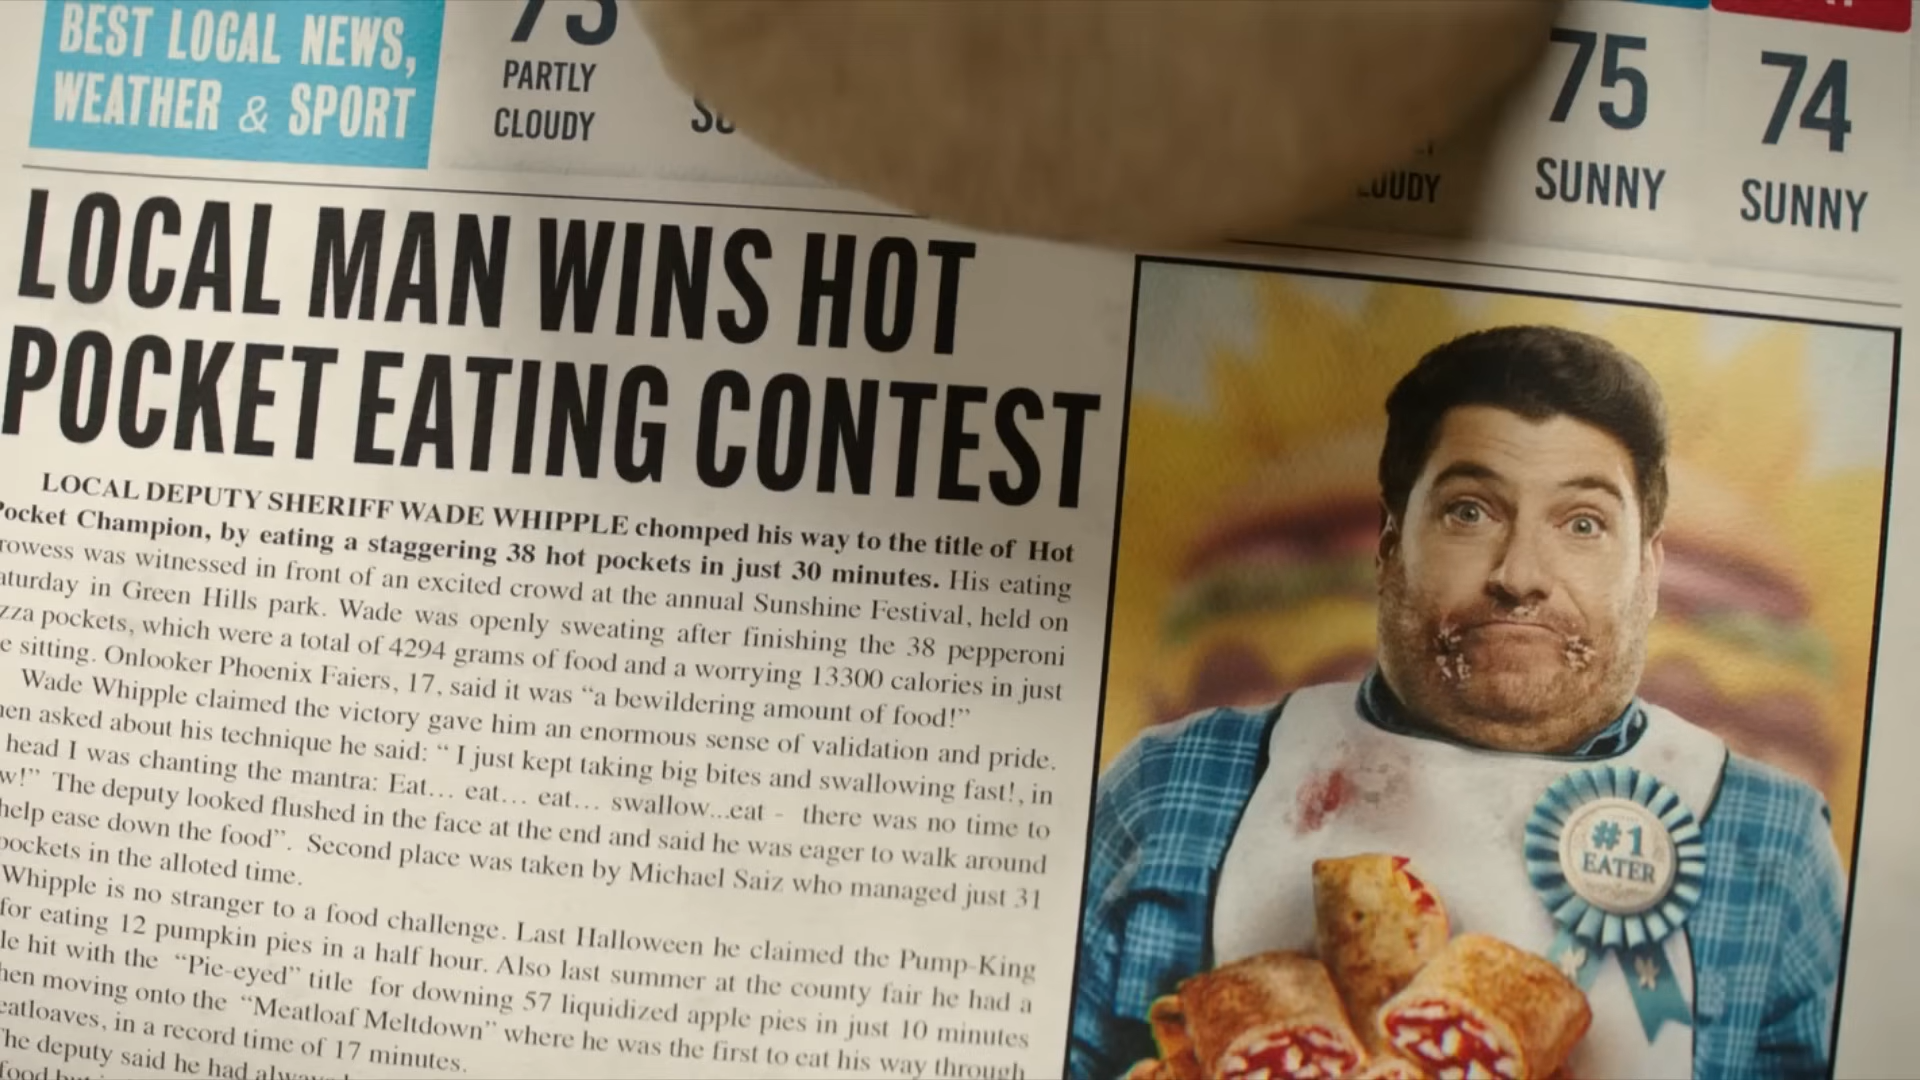 BEST LOCAL NEWS,
WEATHER & SPORT
73
PARTLY
CLOUDY
75
SUNNY
74
SUNNY
LOCAL MAN WINS HOT
POCKET EATING CONTEST
LOCAL DEPUTY SHERIFF WADE WHIPPLE chomped his way to the title of Hot
Pocket Champion, by eating a staggering 38 hot pockets in just 30 minutes. His eating
was witnessed in front of an excited crowd at the annual Sunshine Festival, held on
in Green Hills park. Wade was openly sweating after finishing the 38 pepperoni
pockets, which were a total of 4294 grams of food and a worrying 13300 calories in just
sitting. Onlooker Phoenix Faiers, 17, said it was “a bewildering amount of food!”
Wade Whipple claimed the victory gave him an enormous sense of validation and pride.
asked about his technique he said: “ I just kept taking big bites and swallowing fast!, in
head I was chanting the mantra: Eat… eat… eat… swallow...eat - there was no time to
The deputy looked flushed in the face at the end and said he was eager to walk around
help ease down the food”. Second place was taken by Michael Saiz who managed just 31
pockets in the alloted time.
Whipple is no stranger to a food challenge. Last Halloween he claimed the Pump-King
for eating 12 pumpkin pies in a half hour. Also last summer at the county fair he had a
hit with the “Pie-eyed” title for downing 57 liquidized apple pies in just 10 minutes
moving onto the “Meatloaf Meltdown” where he was the first to eat his way through
in a record time of 17 minutes.
The deputy said he had
#1
EATER